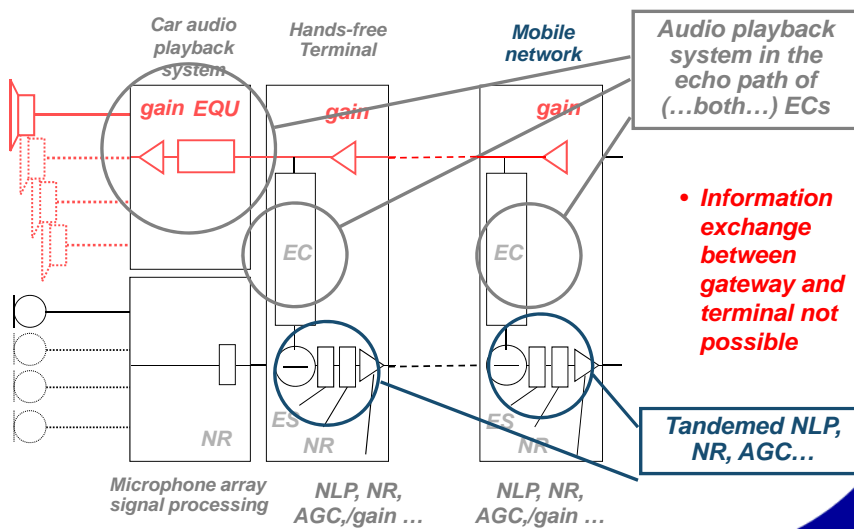 Car audio
playback
system
Hands-free
Terminal
Mobile
network
Audio playback
system in the
echo path of
(…both…) ECs
gain EQU
gain
gain
• Information
exchange
between
gateway and
terminal not
possible
EC
EC
NR
ES
NR
ES
NR
Tandemed NLP,
NR, AGC…
Microphone array
signal processing
NLP, NR,
AGC,/gain …
NLP, NR,
AGC,/gain …